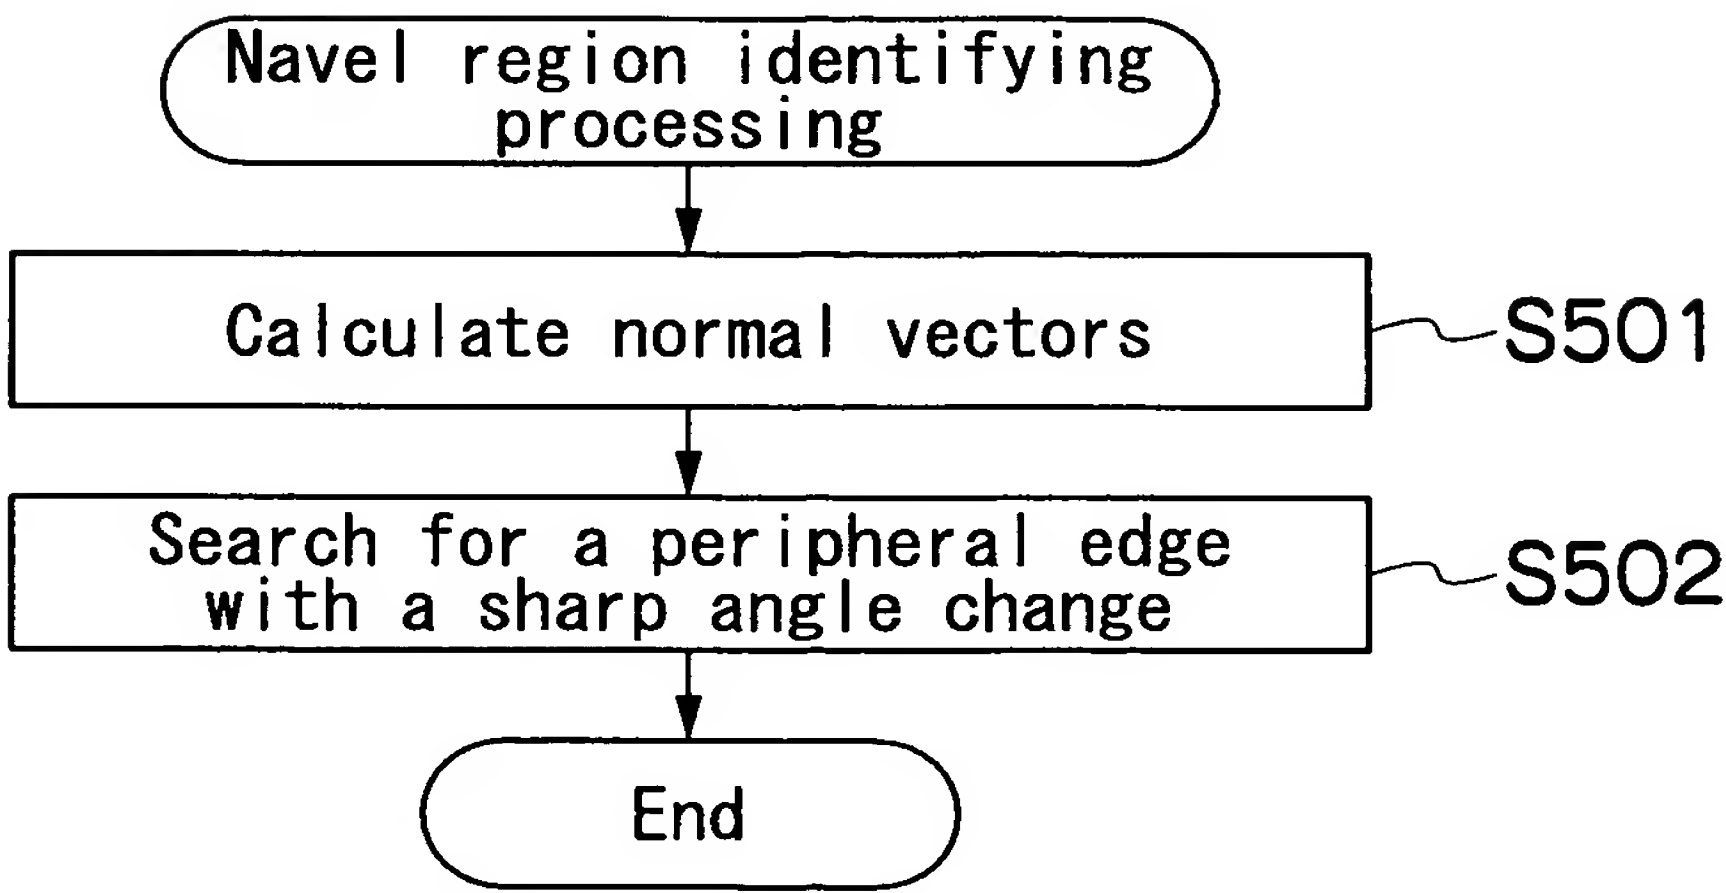 Navel region identifying
processing
Calculate normal vectors
S501
Search for a peripheral edge
with a sharp angle change
S502
End